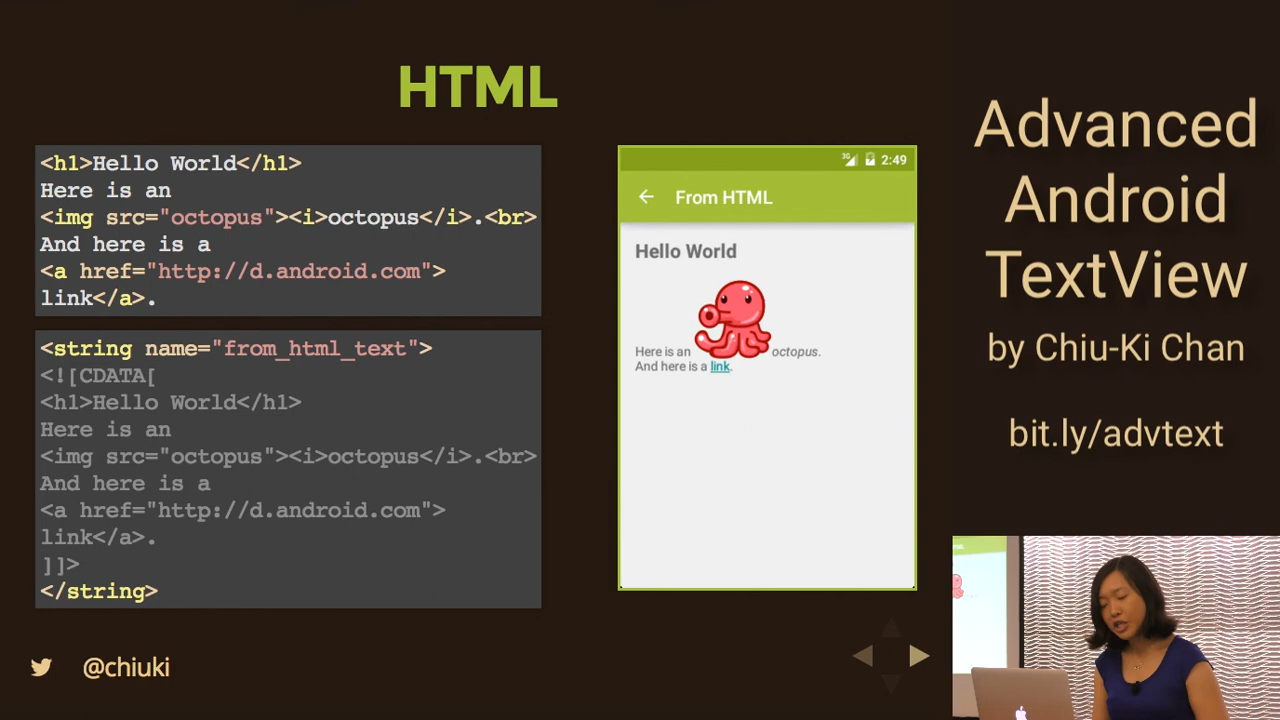 HTML
<h1>Hello World</h1>
Here is an
<img src="octopus"><i>octopus</i>.<br>
And here is a
<a href="http://d.android.com">
link</a>.
<string name="from_html_text">
<![CDATA[
<h1>Hello World</h1>
Here is an
<img src="octopus"><i>octopus</i>.<br>
And here is a
<a href="http://d.android.com">
link</a>.
]]>
</string>
@chiuki
3G 2:49
From HTML
Hello World
Here is an octopus.
And here is a link.
Advanced
Android
TextView
by Chiu-Ki Chan
bit.ly/advtext